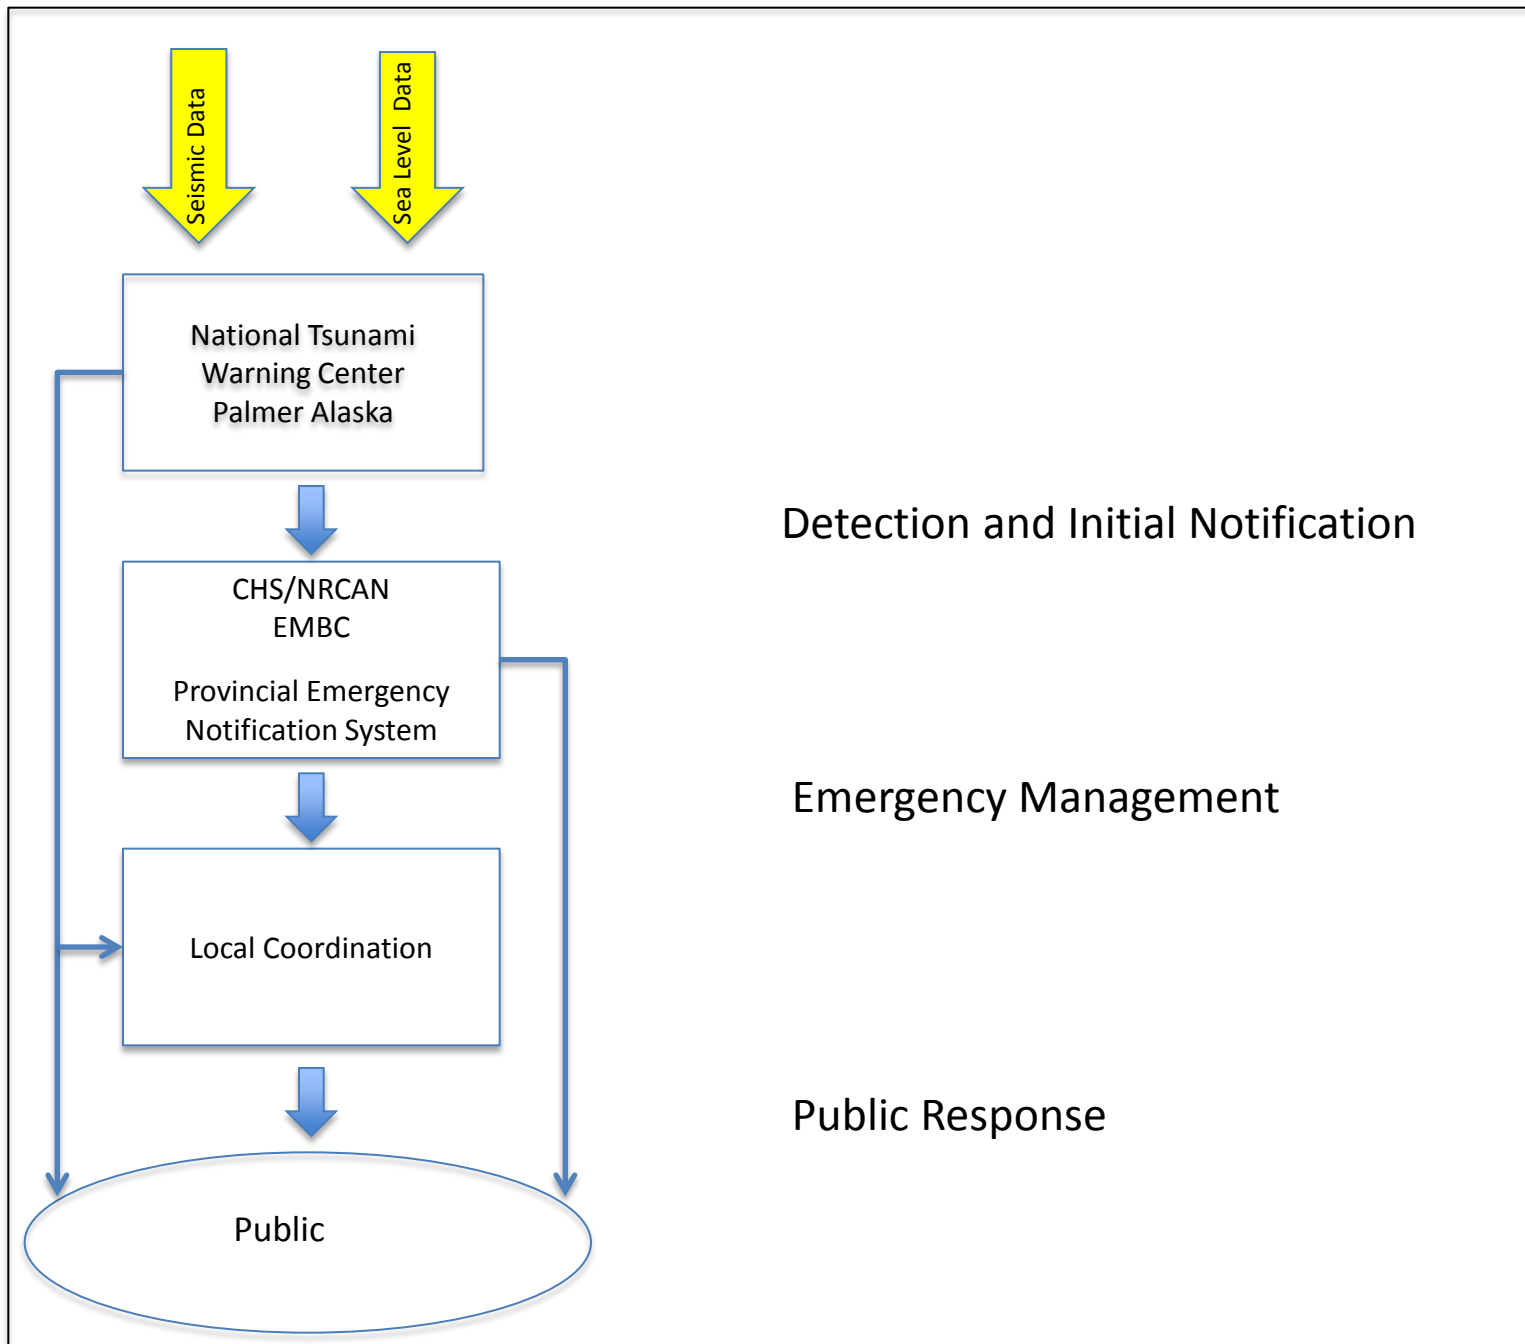 Seismic Data
Sea Level Data
National Tsunami
Warning Center
Palmer Alaska
Detection and Initial Notification
CHS/NRCAN
EMBC
Provincial Emergency
Notification System
Emergency Management
Local Coordination
Public Response
Public